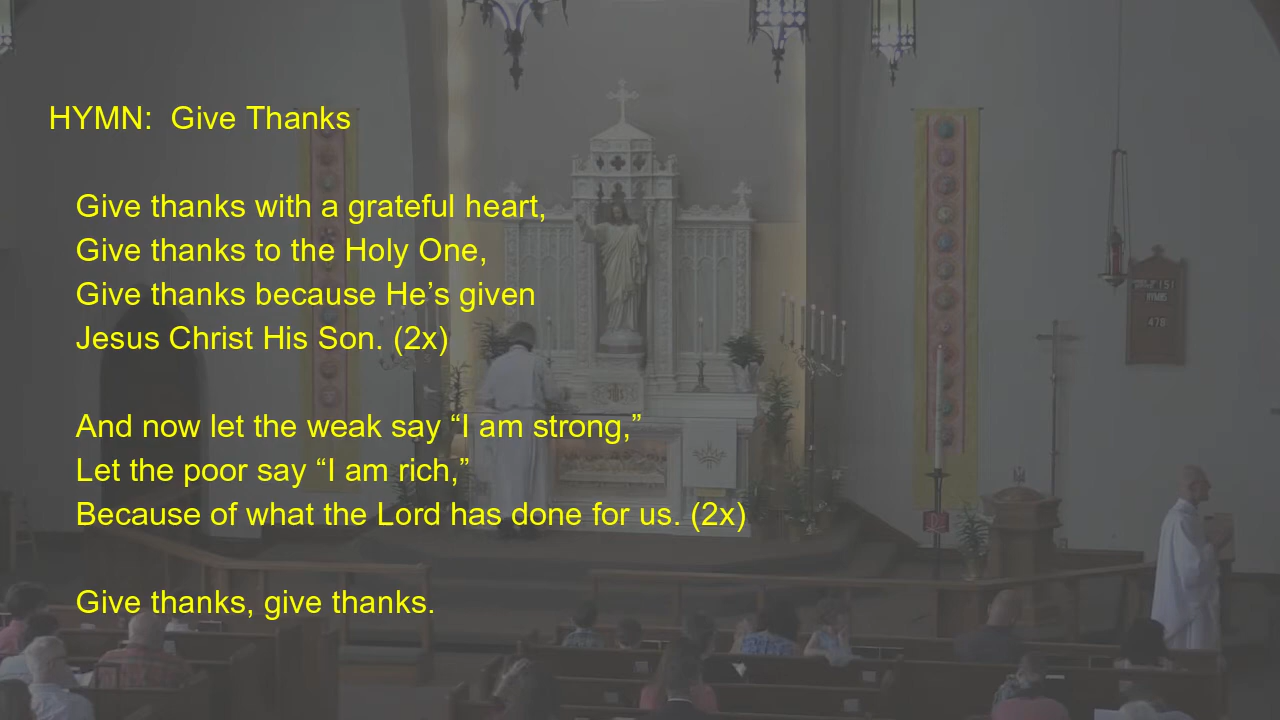 HYMN:  Give Thanks
Give thanks with a grateful heart,
Give thanks to the Holy One,
Give thanks because He’s given
Jesus Christ His Son. (2x)
And now let the weak say “I am strong,”
Let the poor say “I am rich,”
Because of what the Lord has done for us. (2x)
Give thanks, give thanks.
HYMNS
478